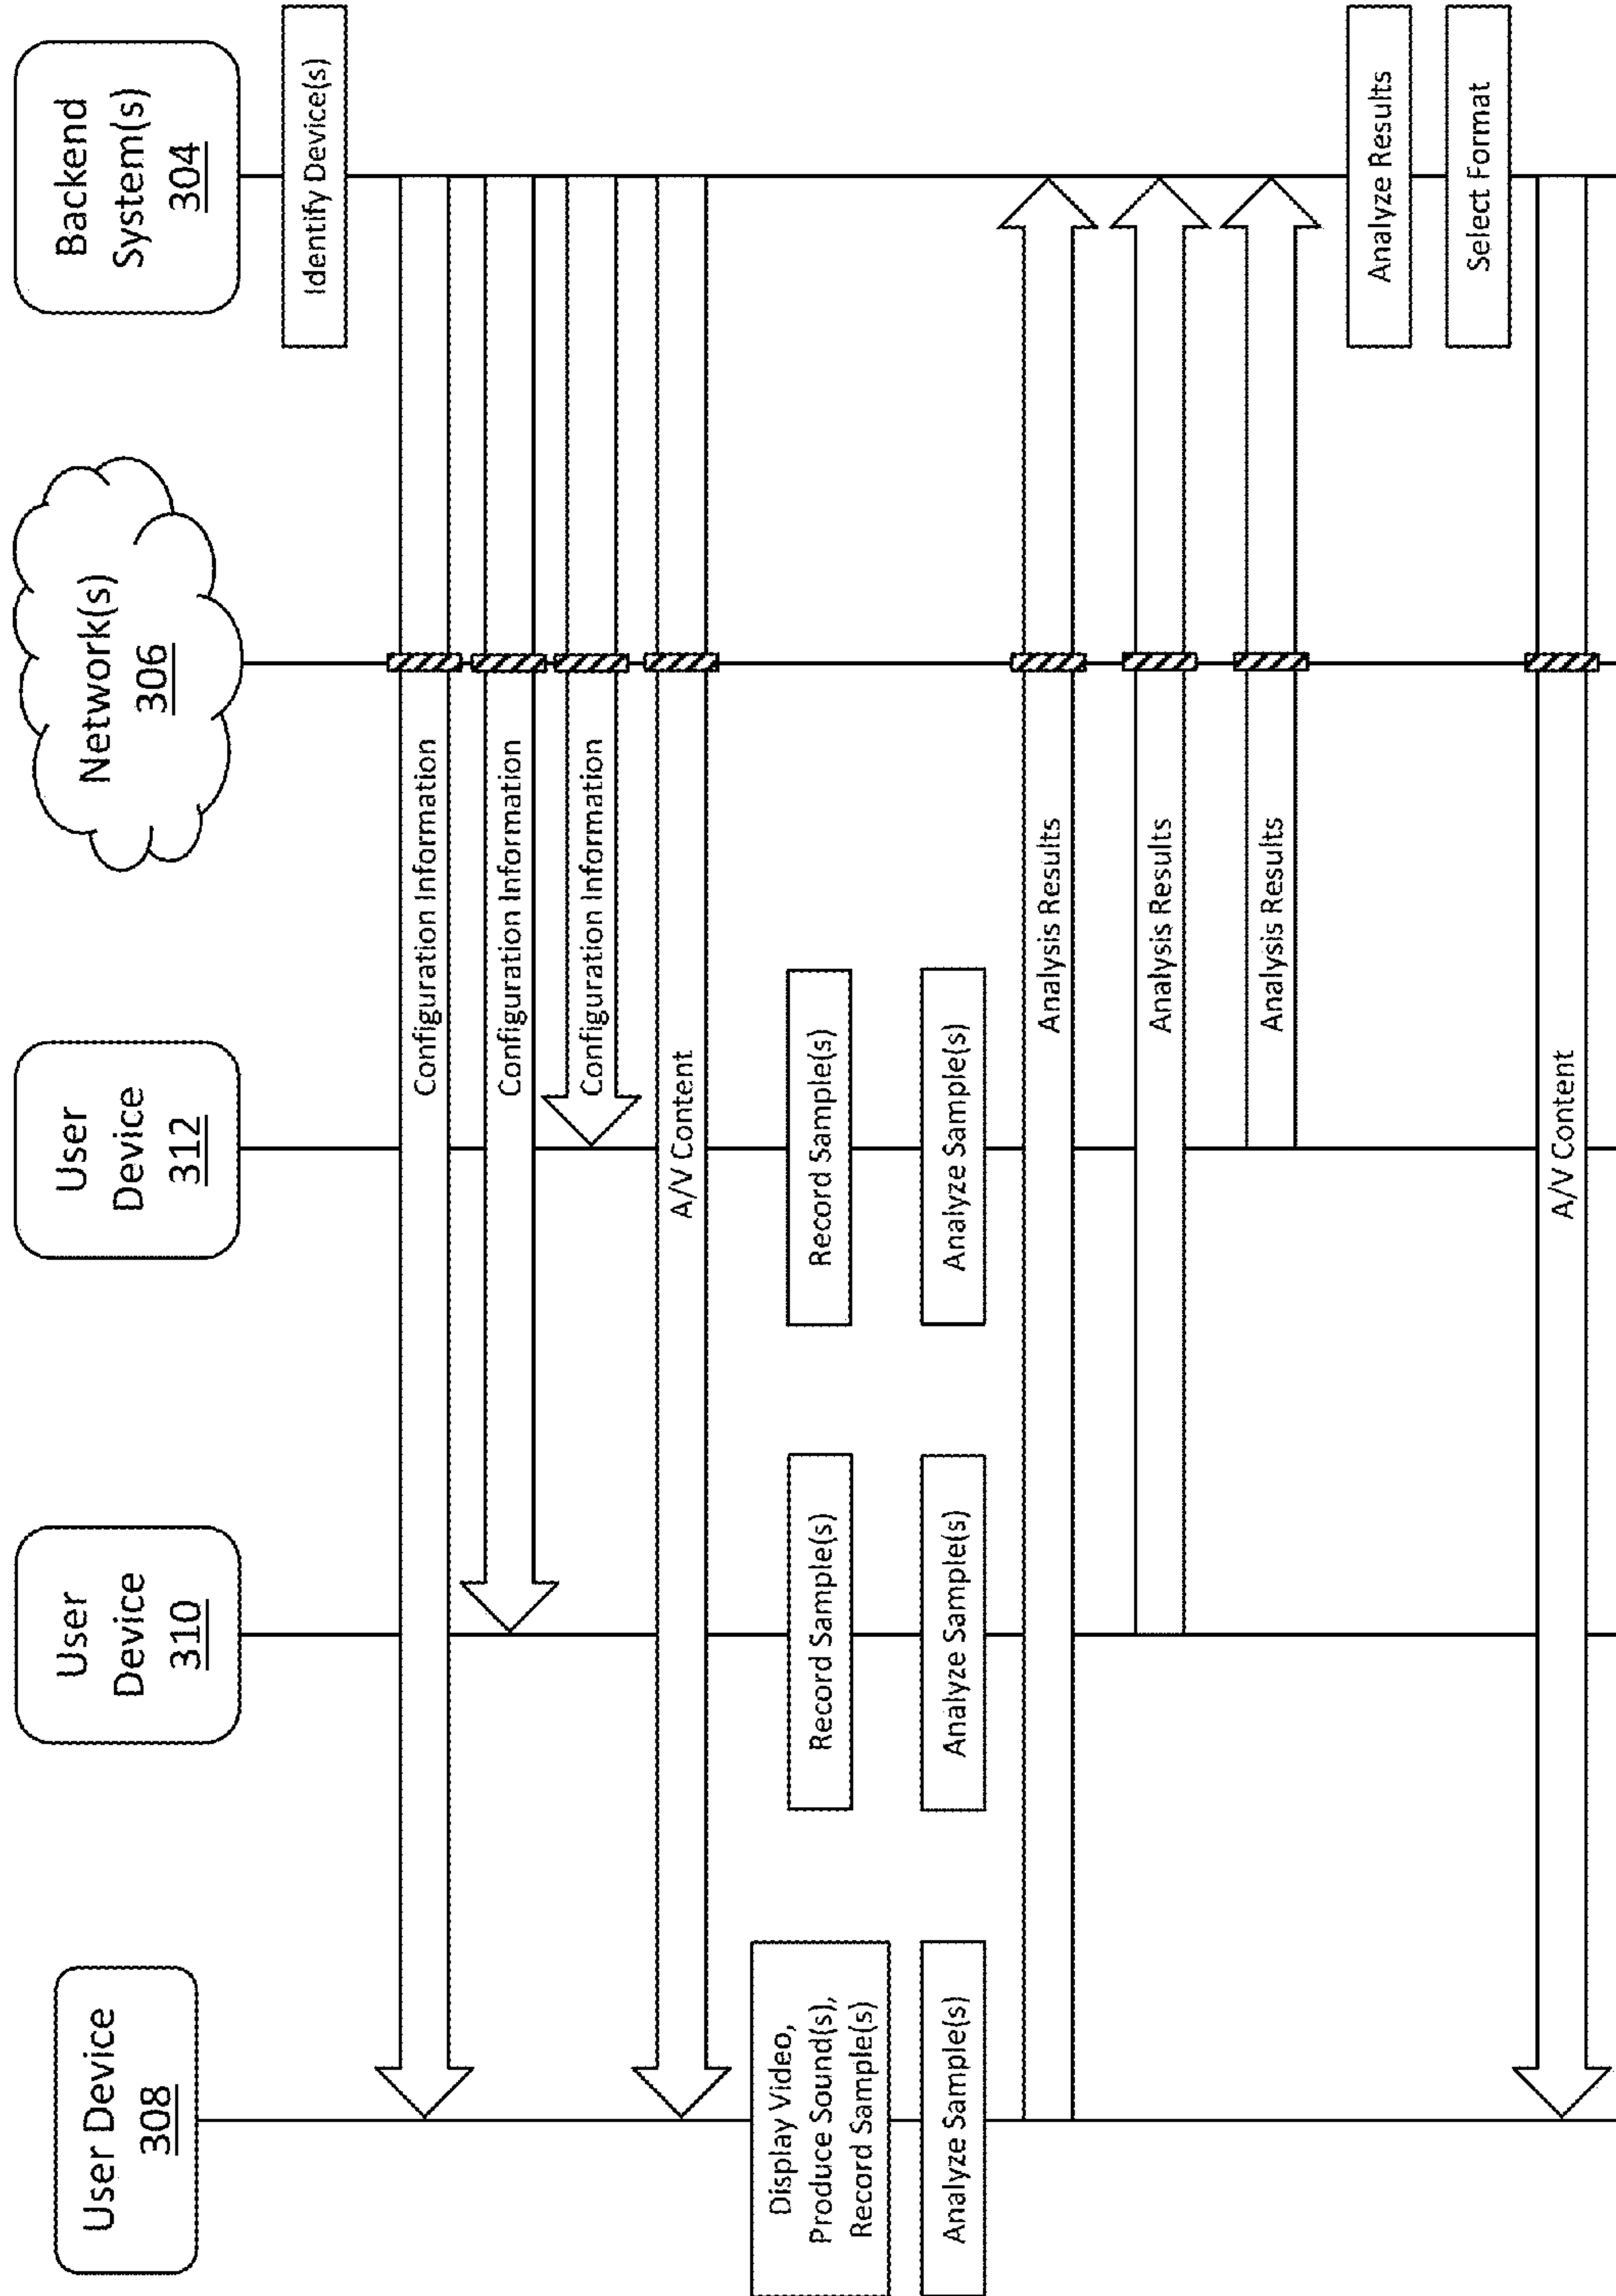 User Device
308
User
Device
310
User
Device
312
Network(s)
306
Backend
System(s)
304
Identify Device(s)
Configuration Information
Configuration Information
Configuration Information
A/V Content
Display Video,
Produce Sound(s),
Record Sample(s)
Record Sample(s)
Record Sample(s)
Analyze Sample(s)
Analyze Sample(s)
Analyze Sample(s)
Analysis Results
Analysis Results
Analysis Results
Analyze Results
Select Format
A/V Content